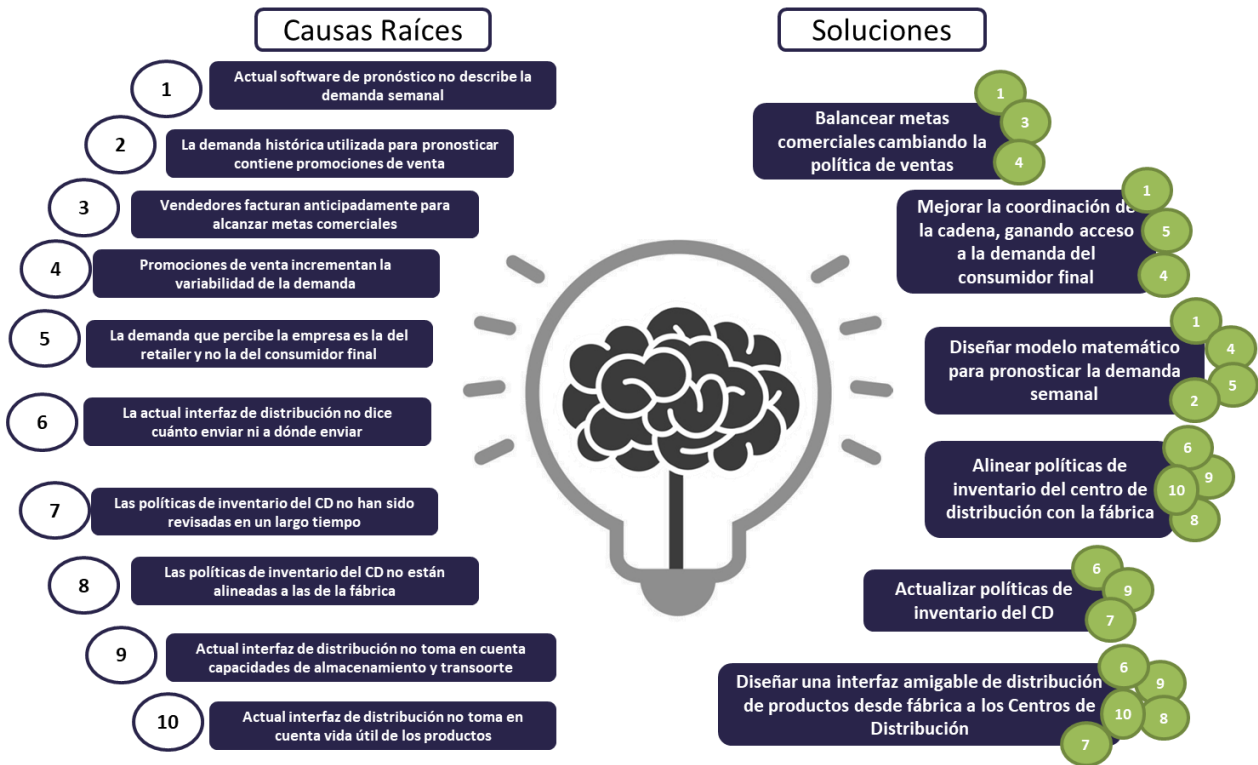 Causas Raíces
1
Actual software de pronóstico no describe la
demanda semanal
2
La demanda histórica utilizada para pronosticar
contiene promociones de venta
3
Vendedores facturan anticipadamente para
alcanzar metas comerciales
4
Promociones de venta incrementan la
variabilidad de la demanda
5
La demanda que percibe la empresa es la del
retailer y no la del consumidor final
6
La actual interfaz de distribución no dice
cuánto enviar ni a dónde enviar
7
Las políticas de inventario del CD no han sido
revisadas en un largo tiempo
8
Las políticas de inventario del CD no están
alineadas a las de la fábrica
9
Actual interfaz de distribución no toma en cuenta
capacidades de almacenamiento y transoorte
10
Actual interfaz de distribución no toma en
cuenta vida útil de los productos
Soluciones
Balancear metas
comerciales cambiando la
política de ventas
1
3
4
Mejorar la coordinación de
la cadena, ganando acceso
a la demanda del
consumidor final
1
5
4
Diseñar modelo matemático
para pronosticar la demanda
semanal
1
4
5
2
Alinear políticas de
inventario del centro de
distribución con la fábrica
6
9
10
8
Actualizar políticas de
inventario del CD
6
9
7
Diseñar una interfaz amigable de distribución
de productos desde fábrica a los Centros de
Distribución
6
9
10
8
7